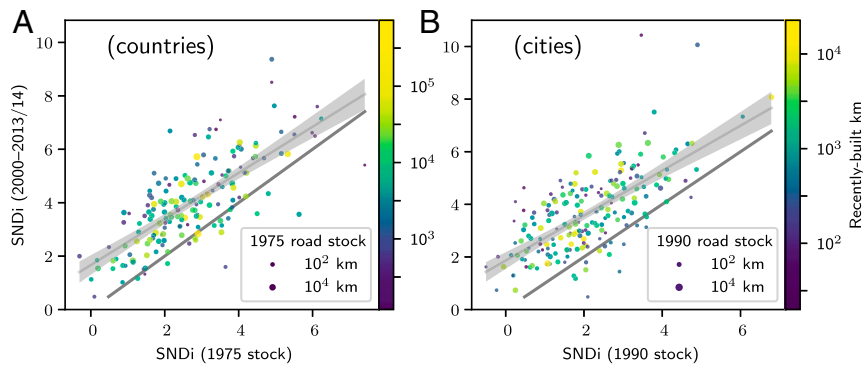 A
B
(countries)
(cities)
10
8
6
4
2
0
0
2
4
6
SNDi (2000–2013/14)
SNDi (1975 stock)
1975 road stock
10² km
10⁴ km
10⁵
10⁴
10³
10
8
6
4
2
0
0
2
4
6
SNDi (1990 stock)
1990 road stock
10² km
10⁴ km
10⁴
10³
10²
Recently-built km